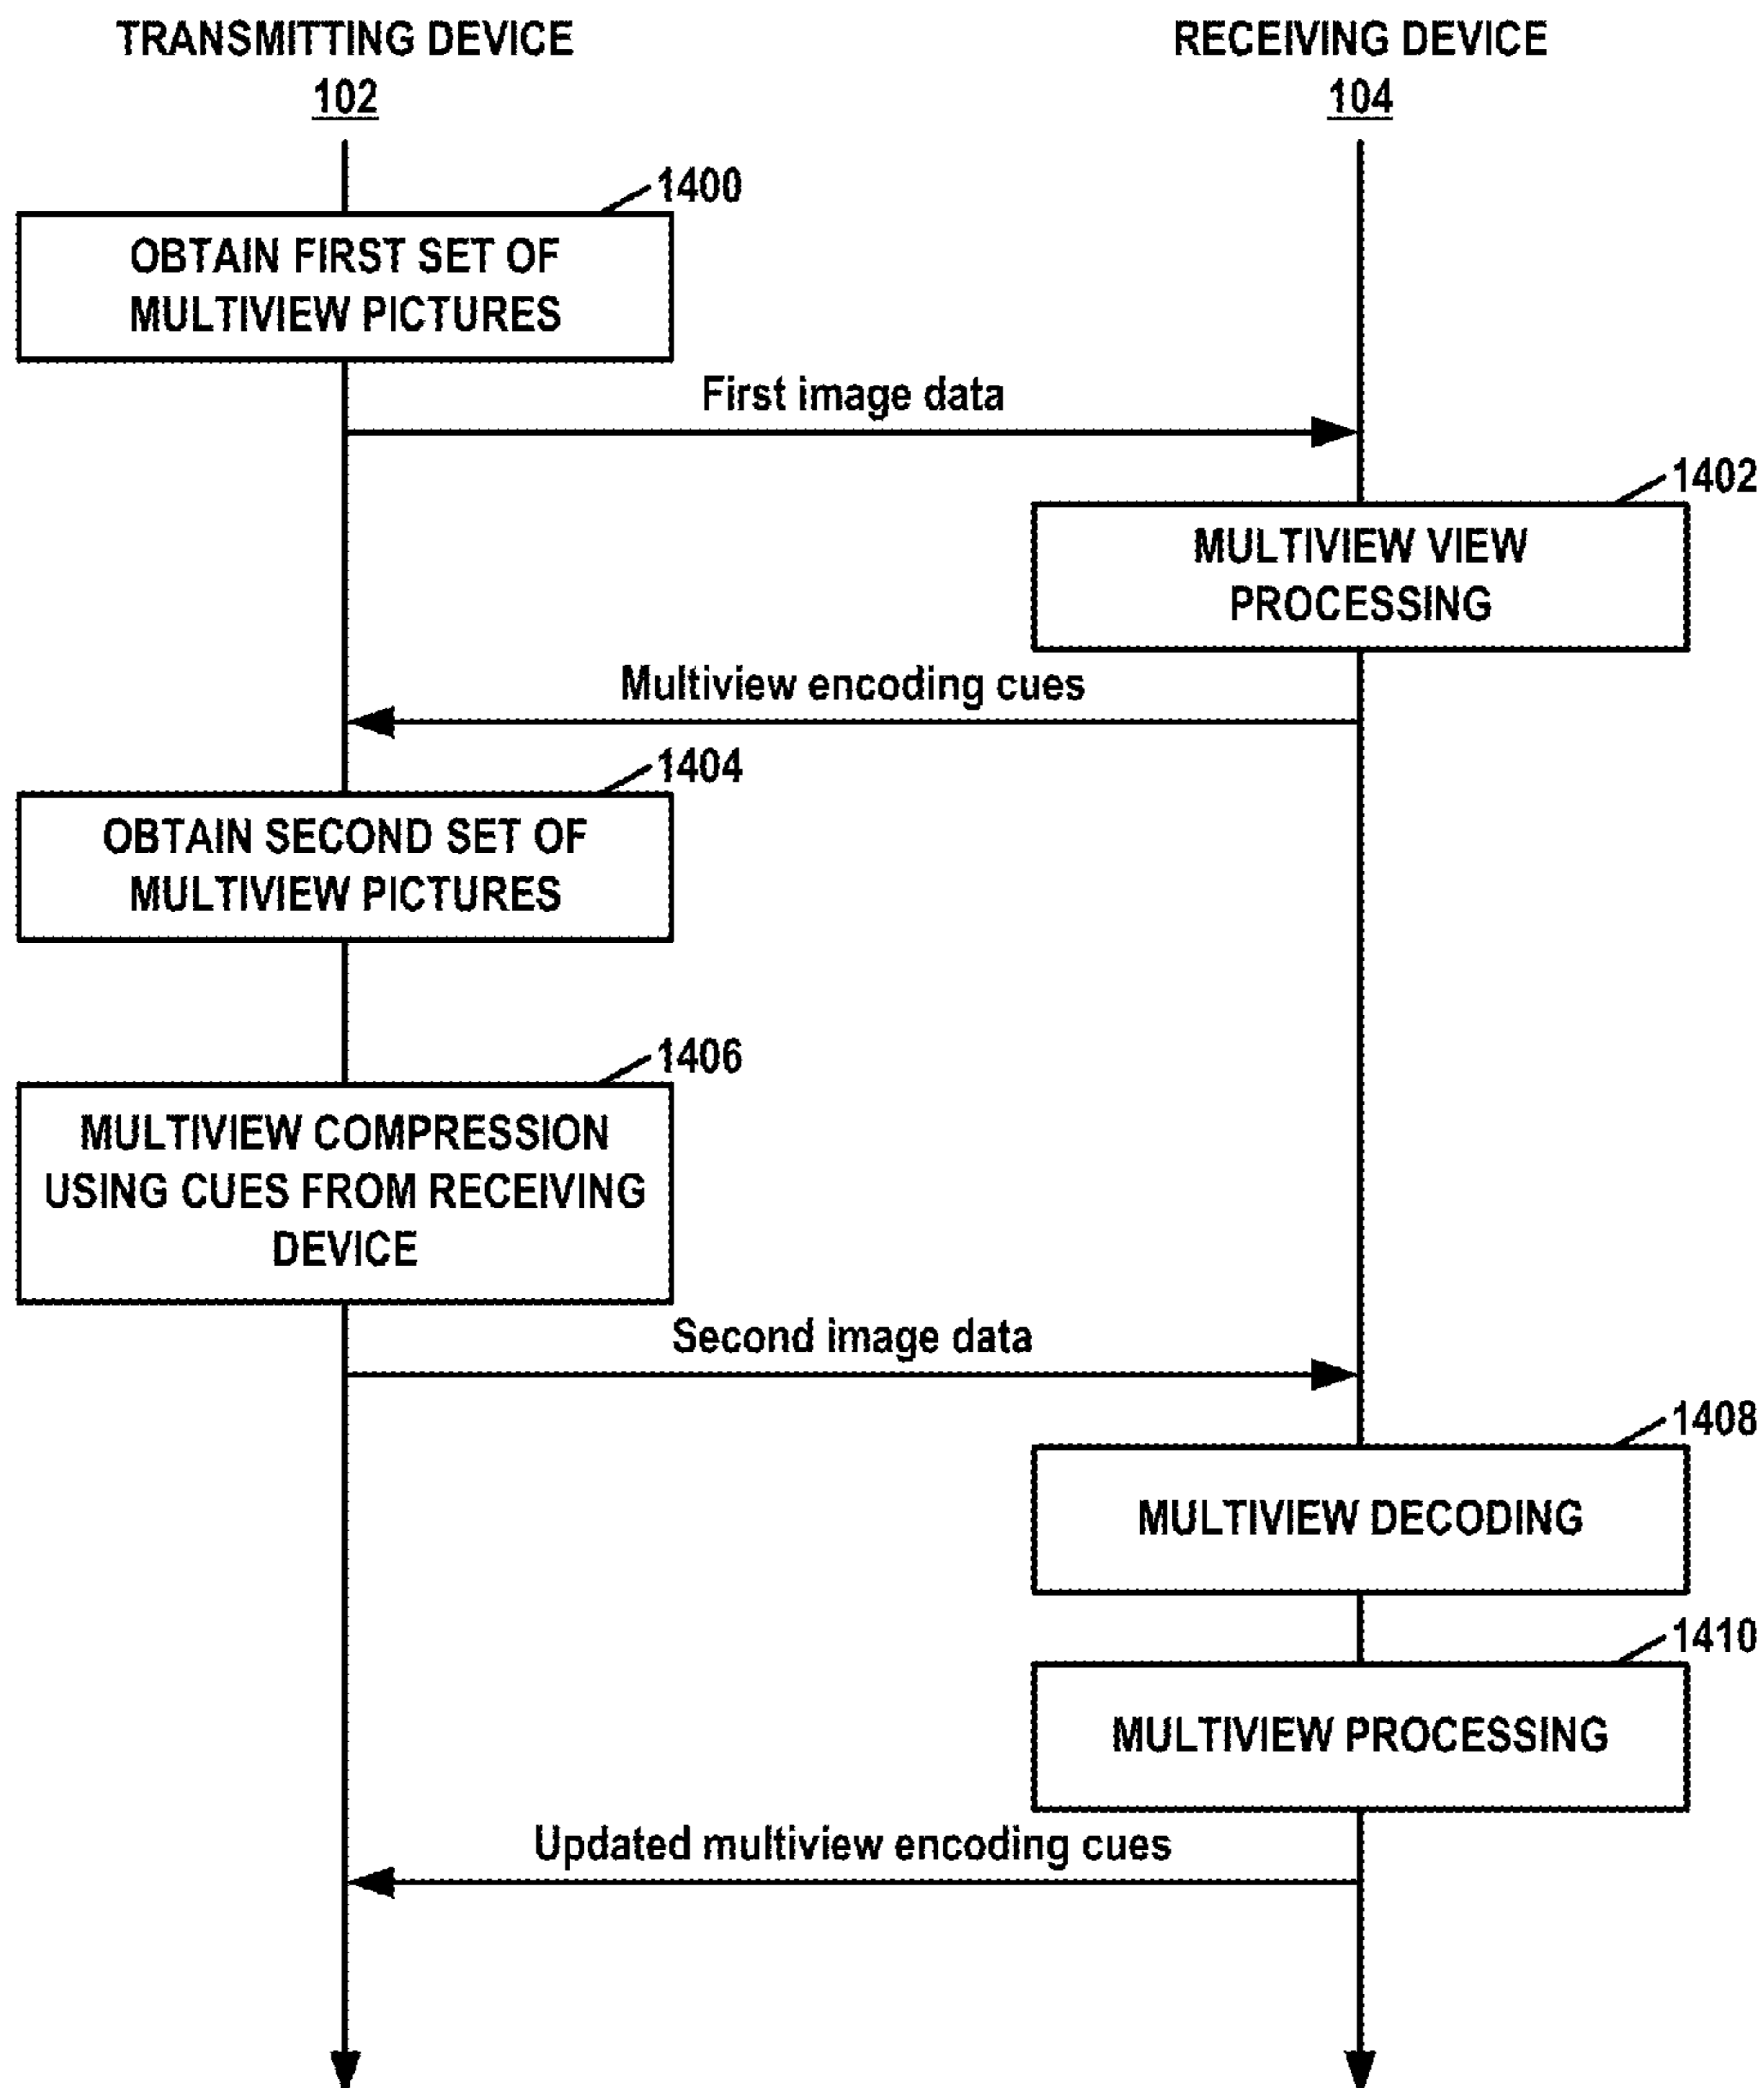 TRANSMITTING DEVICE
102
RECEIVING DEVICE
104
1400
OBTAIN FIRST SET OF
MULTIVIEW PICTURES
First image data
1402
MULTIVIEW VIEW
PROCESSING
Multiview encoding cues
1404
OBTAIN SECOND SET OF
MULTIVIEW PICTURES
1406
MULTIVIEW COMPRESSION
USING CUES FROM RECEIVING
DEVICE
Second image data
1408
MULTIVIEW DECODING
1410
MULTIVIEW PROCESSING
Updated multiview encoding cues